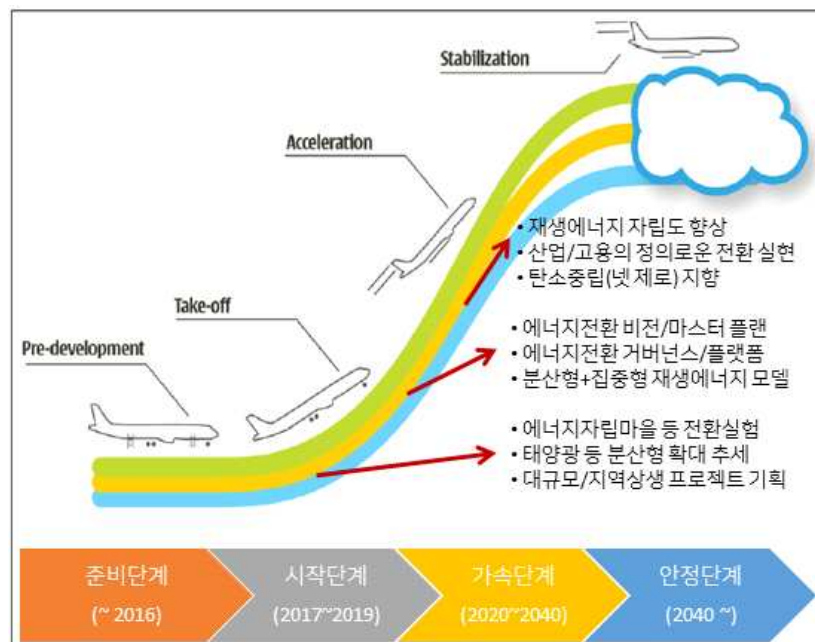 Stabilization
Acceleration
Take-off
Pre-development
• 재생에너지 자립도 향상
• 산업/고용의 정의로운 전환 실현
• 탄소중립(넷 제로) 지향
• 에너지전환 비전/마스터 플랜
• 에너지전환 거버넌스/플랫폼
• 분산형+집중형 재생에너지 모델
• 에너지자립마을 등 전환실험
• 태양광 등 분산형 확대 추세
• 대규모/지역상생 프로젝트 기획
준비단계
(~ 2016)
시작단계
(2017~2019)
가속단계
(2020~2040)
안정단계
(2040 ~)